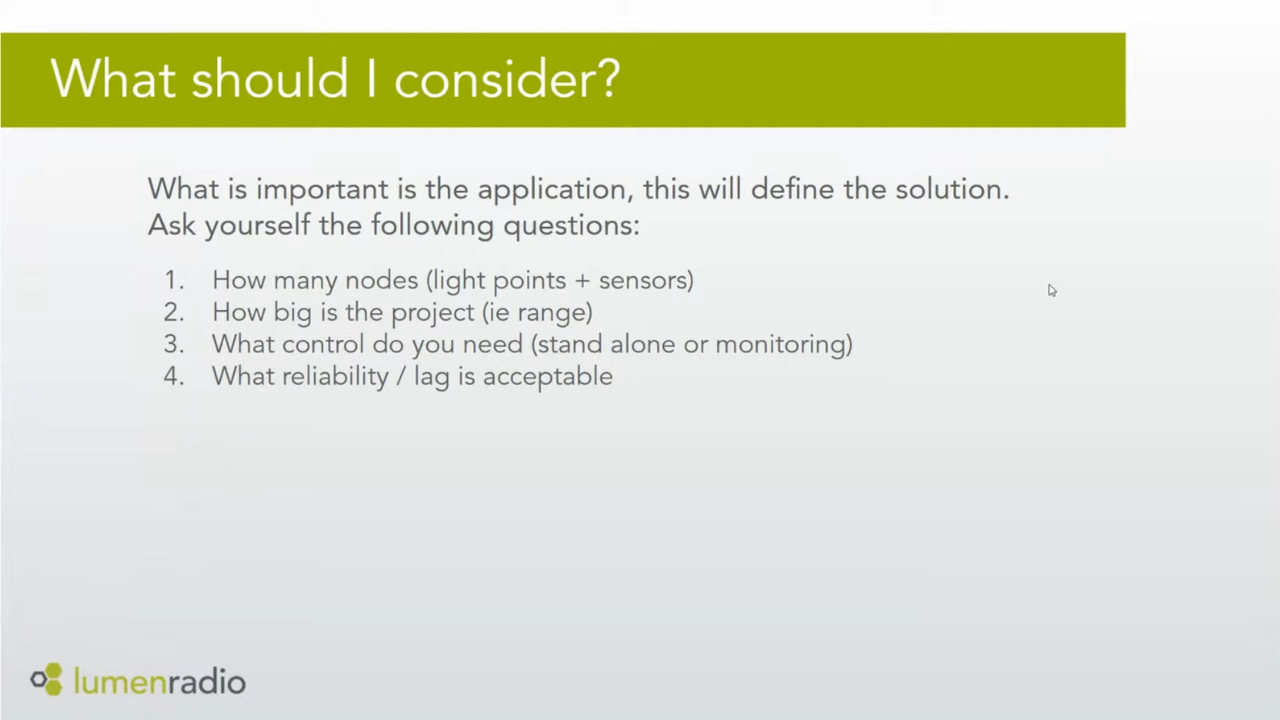 What should I consider?
What is important is the application, this will define the solution.
Ask yourself the following questions:
1. How many nodes (light points + sensors)
2. How big is the project (ie range)
3. What control do you need (stand alone or monitoring)
4. What reliability / lag is acceptable
lumenradio